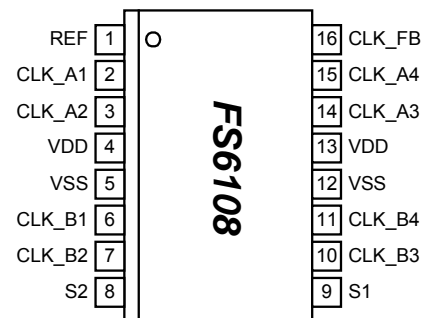 REF 1 16 CLK_FB
CLK_A1 2 15 CLK_A4
CLK_A2 3 14 CLK_A3
VDD 4 13 VDD
VSS 5 12 VSS
CLK_B1 6 11 CLK_B4
CLK_B2 7 10 CLK_B3
S2 8 9 S1
FS6108